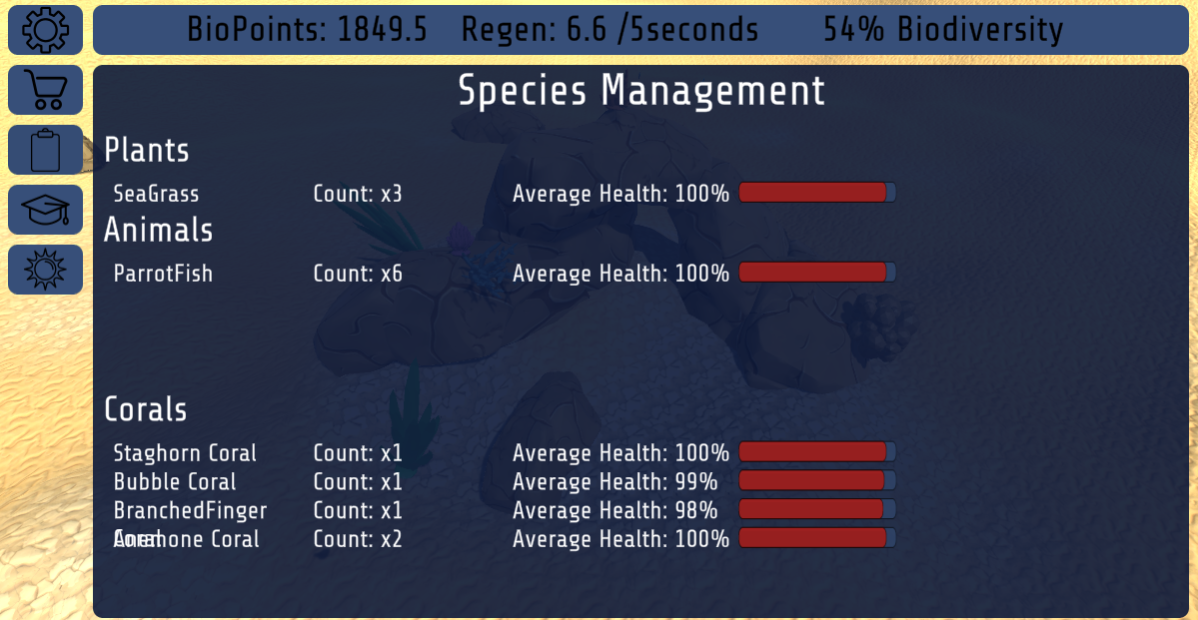 BioPoints: 1849.5 Regen: 6.6 /5seconds 54% Biodiversity
Species Management
Plants
SeaGrass Count: x3 Average Health: 100%
Animals
ParrotFish Count: x6 Average Health: 100%
Corals
Staghorn Coral Count: x1 Average Health: 100%
Bubble Coral Count: x1 Average Health: 99%
BranchedFinger Count: x1 Average Health: 98%
Coral
Anemone Coral Count: x2 Average Health: 100%